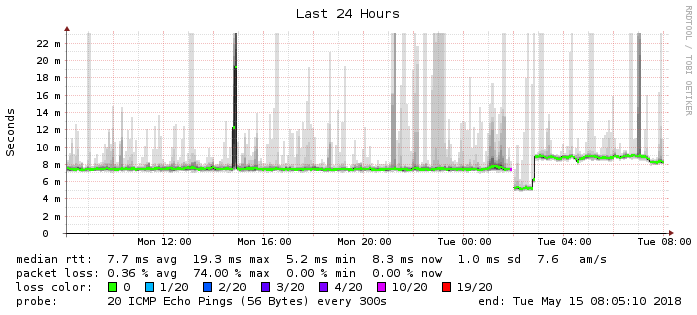 Last 24 Hours
RRDTOOL / TOBI OETIKER
Seconds
22 m
20 m
18 m
16 m
14 m
12 m
10 m
8 m
6 m
4 m
2 m
0
Mon 12:00 Mon 16:00 Mon 20:00 Tue 00:00 Tue 04:00 Tue 08:00
median rtt: 7.7 ms avg 19.3 ms max 5.2 ms min 8.3 ms now 1.0 ms sd 7.6 am/s
packet loss: 0.36 % avg 74.00 % max 0.00 % min 0.00 % now
loss color: 0 1/20 2/20 3/20 4/20 10/20 19/20
probe: 20 ICMP Echo Pings (56 Bytes) every 300s end: Tue May 15 08:05:10 2018